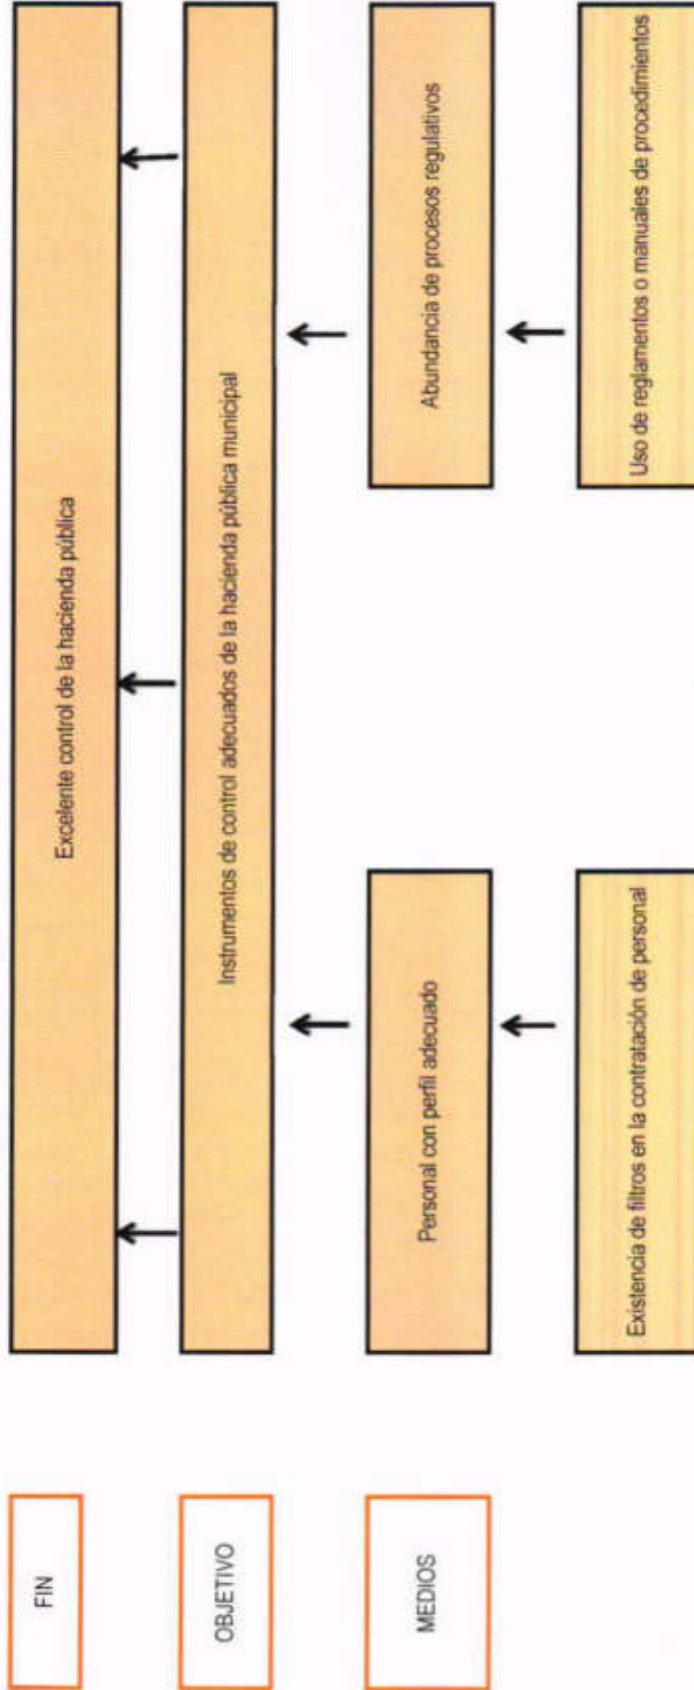 FIN
Excelente control de la hacienda pública
OBJETIVO
Instrumentos de control adecuados de la hacienda pública municipal
MEDIOS
Personal con perfil adecuado
Abundancia de procesos regulativos
Existencia de filtros en la contratación de personal
Uso de reglamentos o manuales de procedimientos